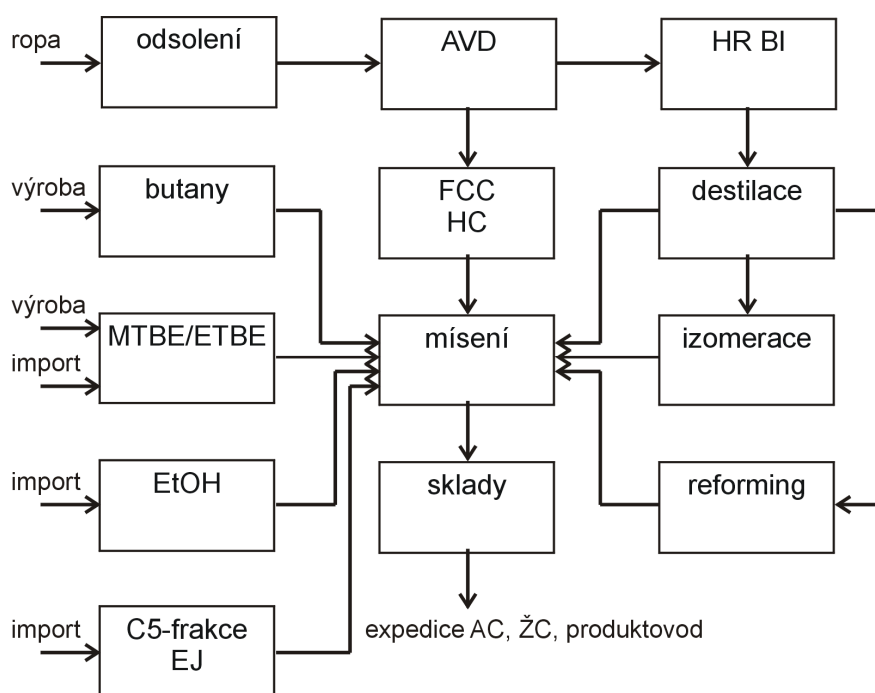 ropa
odsolení
AVD
HR BI
výroba
butany
FCC
HC
destilace
výroba
import
MTBE/ETBE
mísení
izomerace
import
EtOH
sklady
reforming
import
C5-frakce
EJ
expedice AC, ŽC, produktovod